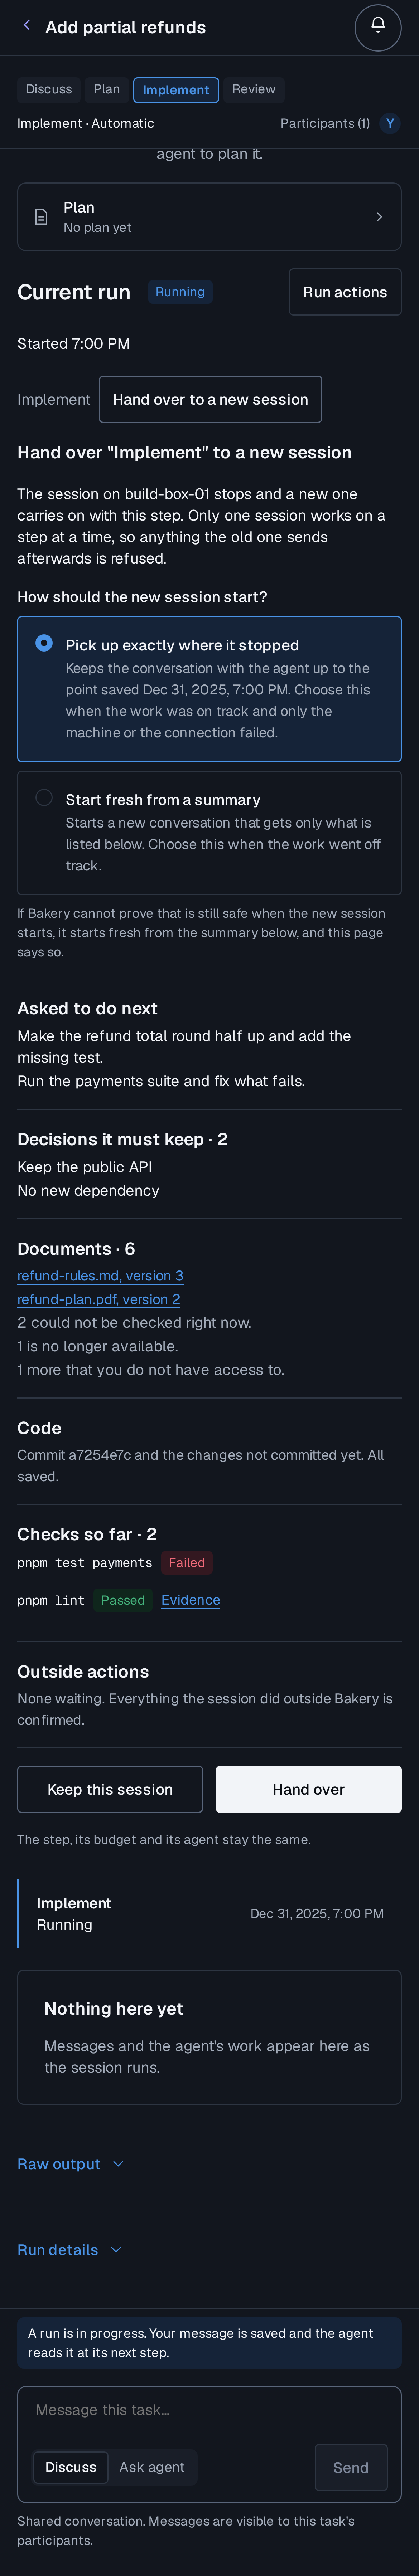 Add partial refunds
Discuss
Plan
Implement
Review
Implement · Automatic
Participants (1)
Y
agent to plan it.
Plan
No plan yet
Current run
Running
Run actions
Started 7:00 PM
Implement
Hand over to a new session
Hand over "Implement" to a new session
The session on build-box-01 stops and a new one
carries on with this step. Only one session works on a
step at a time, so anything the old one sends
afterwards is refused.
How should the new session start?
Pick up exactly where it stopped
Keeps the conversation with the agent up to the
point saved Dec 31, 2025, 7:00 PM. Choose this
when the work was on track and only the
machine or the connection failed.
Start fresh from a summary
Starts a new conversation that gets only what is
listed below. Choose this when the work went off
track.
If Bakery cannot prove that is still safe when the new session
starts, it starts fresh from the summary below, and this page
says so.
Asked to do next
Make the refund total round half up and add the
missing test.
Run the payments suite and fix what fails.
Decisions it must keep · 2
Keep the public API
No new dependency
Documents · 6
refund-rules.md, version 3
refund-plan.pdf, version 2
2 could not be checked right now.
1 is no longer available.
1 more that you do not have access to.
Code
Commit a7254e7c and the changes not committed yet. All
saved.
Checks so far · 2
pnpm test payments
Failed
pnpm lint
Passed
Evidence
Outside actions
None waiting. Everything the session did outside Bakery is
confirmed.
Keep this session
Hand over
The step, its budget and its agent stay the same.
Implement
Running
Dec 31, 2025, 7:00 PM
Nothing here yet
Messages and the agent's work appear here as
the session runs.
Raw output
Run details
A run is in progress. Your message is saved and the agent
reads it at its next step.
Message this task...
Discuss
Ask agent
Send
Shared conversation. Messages are visible to this task's
participants.